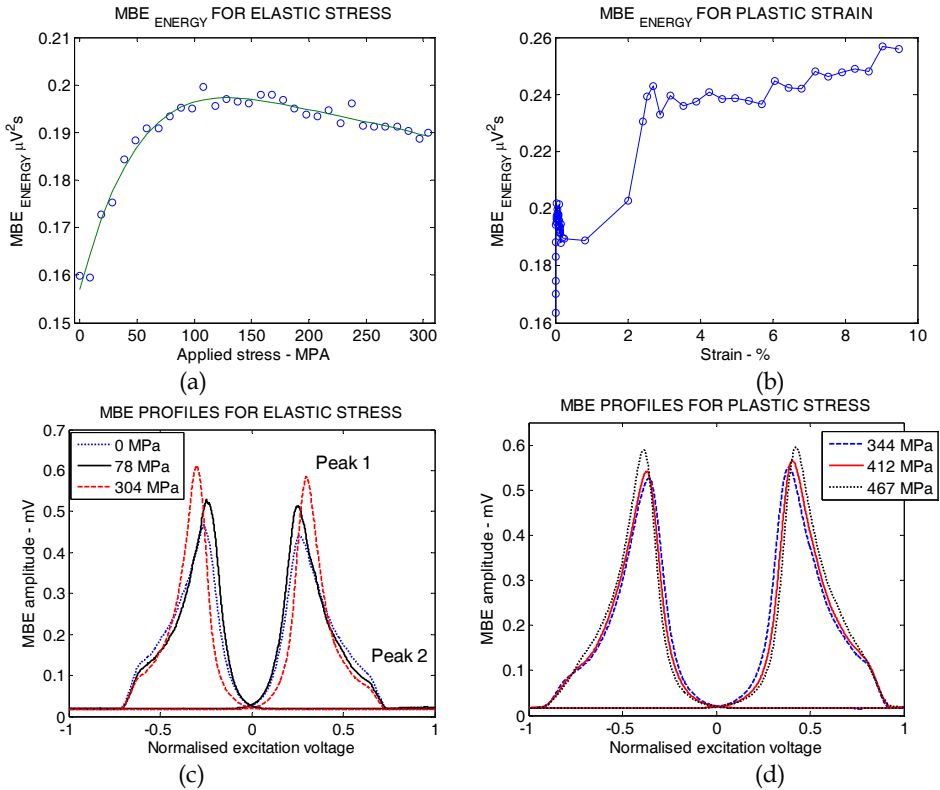 MBE ENERGY FOR ELASTIC STRESS
0.21
0.2
0.19
0.18
0.17
0.16
0.15
MBE ENERGY μV²s
0
50
100
150
200
250
300
Applied stress - MPA
(a)
MBE ENERGY FOR PLASTIC STRAIN
0.26
0.24
0.22
0.2
0.18
0.16
MBE ENERGY μV²s
0
2
4
6
8
10
Strain - %
(b)
MBE PROFILES FOR ELASTIC STRESS
0.7
0.6
0.5
0.4
0.3
0.2
0.1
0
MBE amplitude - mV
0 MPa
78 MPa
304 MPa
Peak 1
Peak 2
-1
-0.5
0
0.5
1
Normalised excitation voltage
(c)
MBE PROFILES FOR PLASTIC STRESS
0.6
0.5
0.4
0.3
0.2
0.1
0
MBE amplitude - mV
344 MPa
412 MPa
467 MPa
-1
-0.5
0
0.5
1
Normalised excitation voltage
(d)